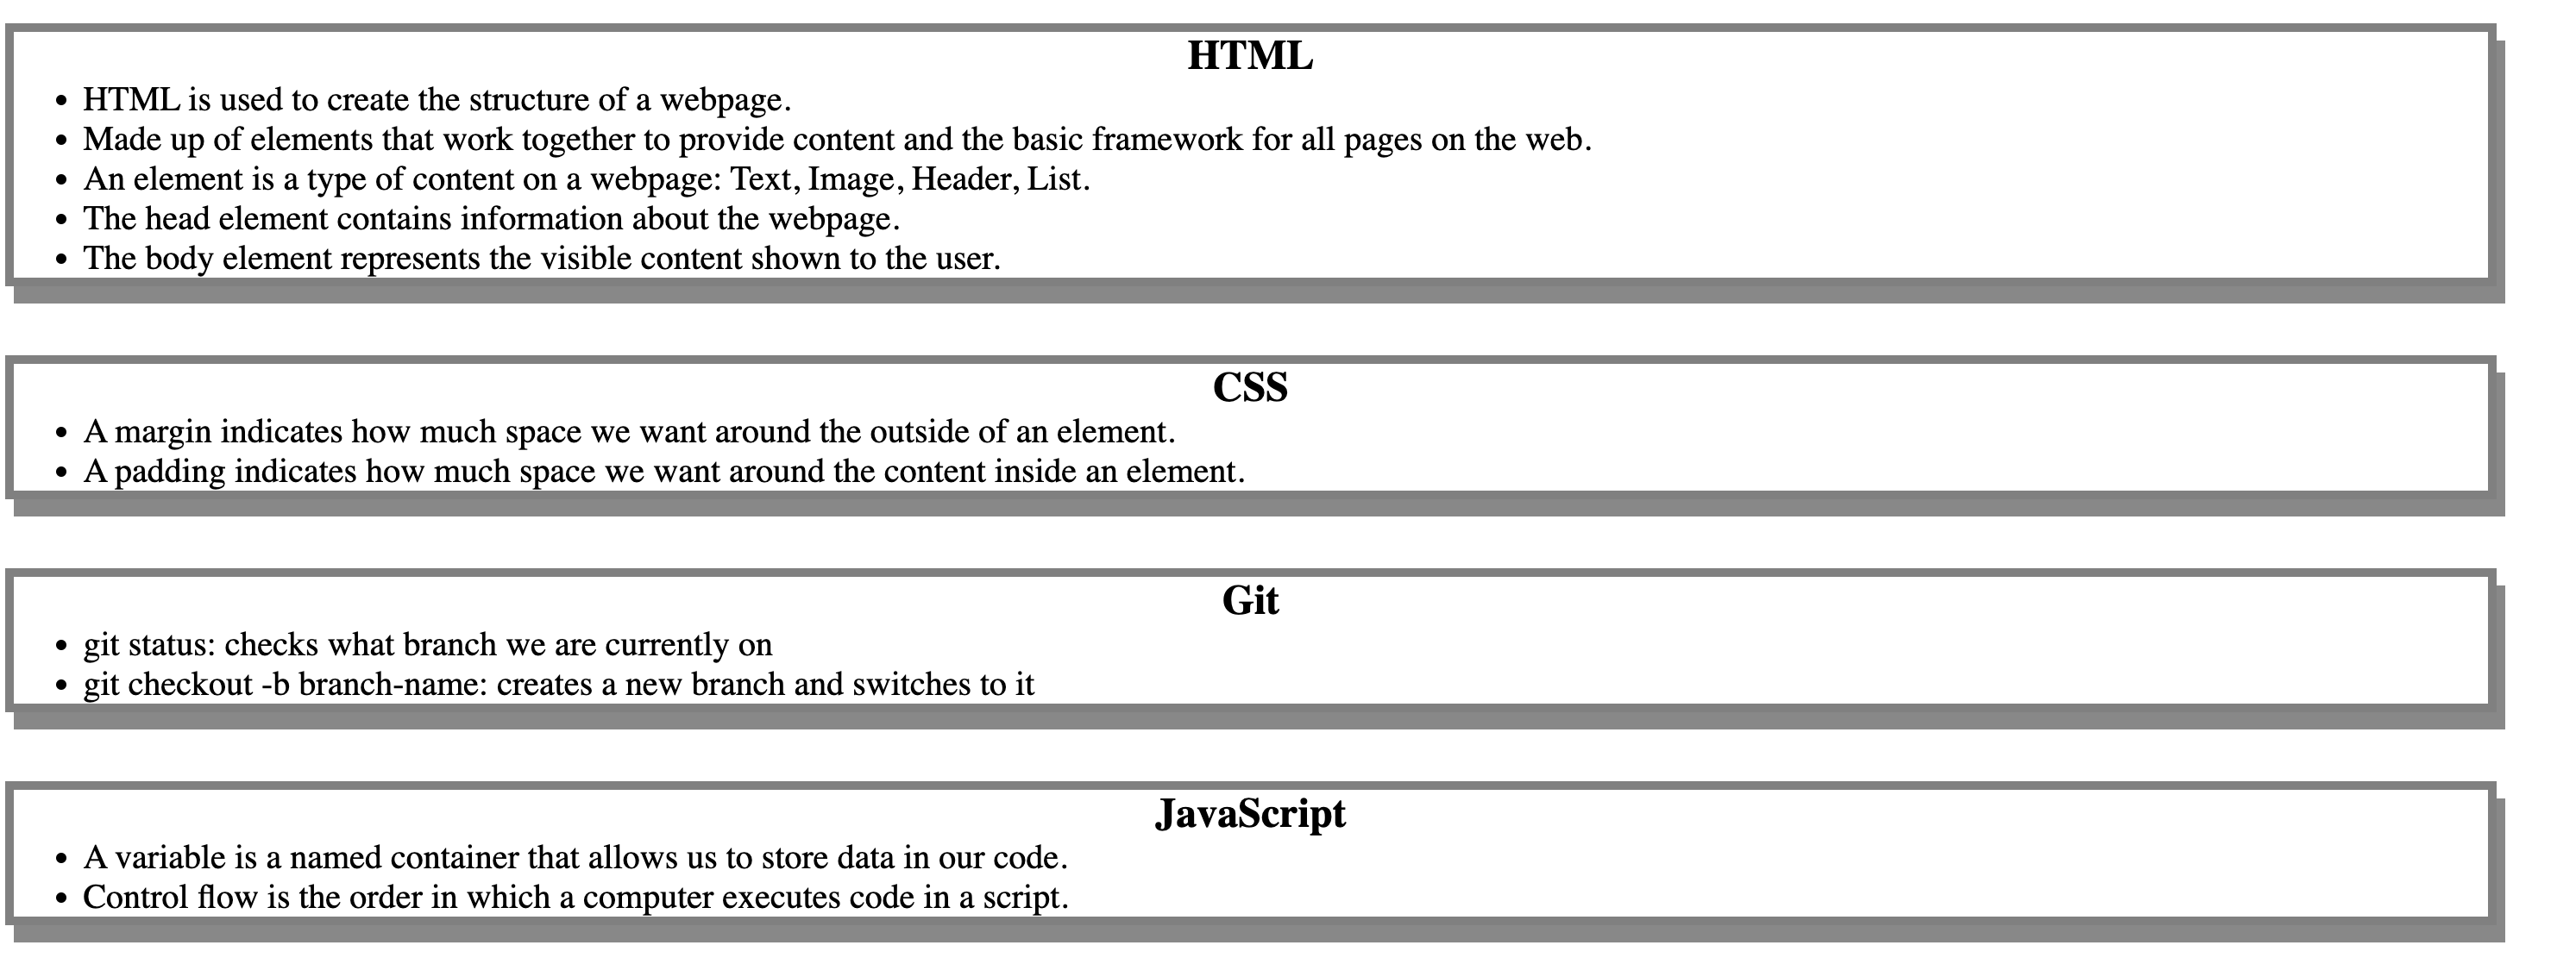 HTML
• HTML is used to create the structure of a webpage.
• Made up of elements that work together to provide content and the basic framework for all pages on the web.
• An element is a type of content on a webpage: Text, Image, Header, List.
• The head element contains information about the webpage.
• The body element represents the visible content shown to the user.
CSS
• A margin indicates how much space we want around the outside of an element.
• A padding indicates how much space we want around the content inside an element.
Git
• git status: checks what branch we are currently on
• git checkout -b branch-name: creates a new branch and switches to it
JavaScript
• A variable is a named container that allows us to store data in our code.
• Control flow is the order in which a computer executes code in a script.